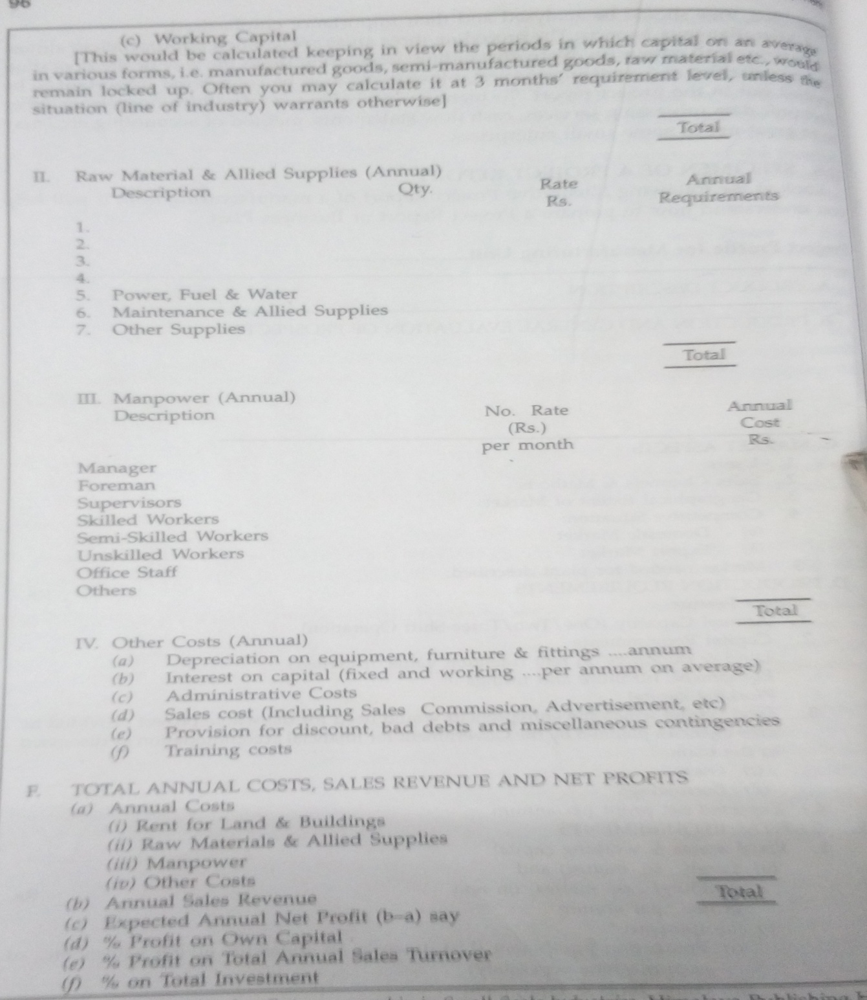 96
(c) Working Capital
[This would be calculated keeping in view the periods in which capital on an average
in various forms, i.e. manufactured goods, semi-manufactured goods, raw material etc., would
remain locked up. Often you may calculate it at 3 months' requirement level, unless the
situation (line of industry) warrants otherwise]
Total
II. Raw Material & Allied Supplies (Annual)
Description Qty. Rate Annual
Rs. Requirements
1.
2.
3.
4.
5. Power, Fuel & Water
6. Maintenance & Allied Supplies
7. Other Supplies
Total
III. Manpower (Annual)
Description No. Rate Annual
(Rs.) Cost
per month Rs.
Manager
Foreman
Supervisors
Skilled Workers
Semi-Skilled Workers
Unskilled Workers
Office Staff
Others
Total
IV. Other Costs (Annual)
(a) Depreciation on equipment, furniture & fittings ....annum
(b) Interest on capital (fixed and working ....per annum on average)
(c) Administrative Costs
(d) Sales cost (Including Sales Commission, Advertisement, etc)
(e) Provision for discount, bad debts and miscellaneous contingencies
(f) Training costs
F. TOTAL ANNUAL COSTS, SALES REVENUE AND NET PROFITS
(a) Annual Costs
(i) Rent for Land & Buildings
(ii) Raw Materials & Allied Supplies
(iii) Manpower
(iv) Other Costs
Total
(b) Annual Sales Revenue
(c) Expected Annual Net Profit (b-a) say
(d) % Profit on Own Capital
(e) % Profit on Total Annual Sales Turnover
(f) % on Total Investment